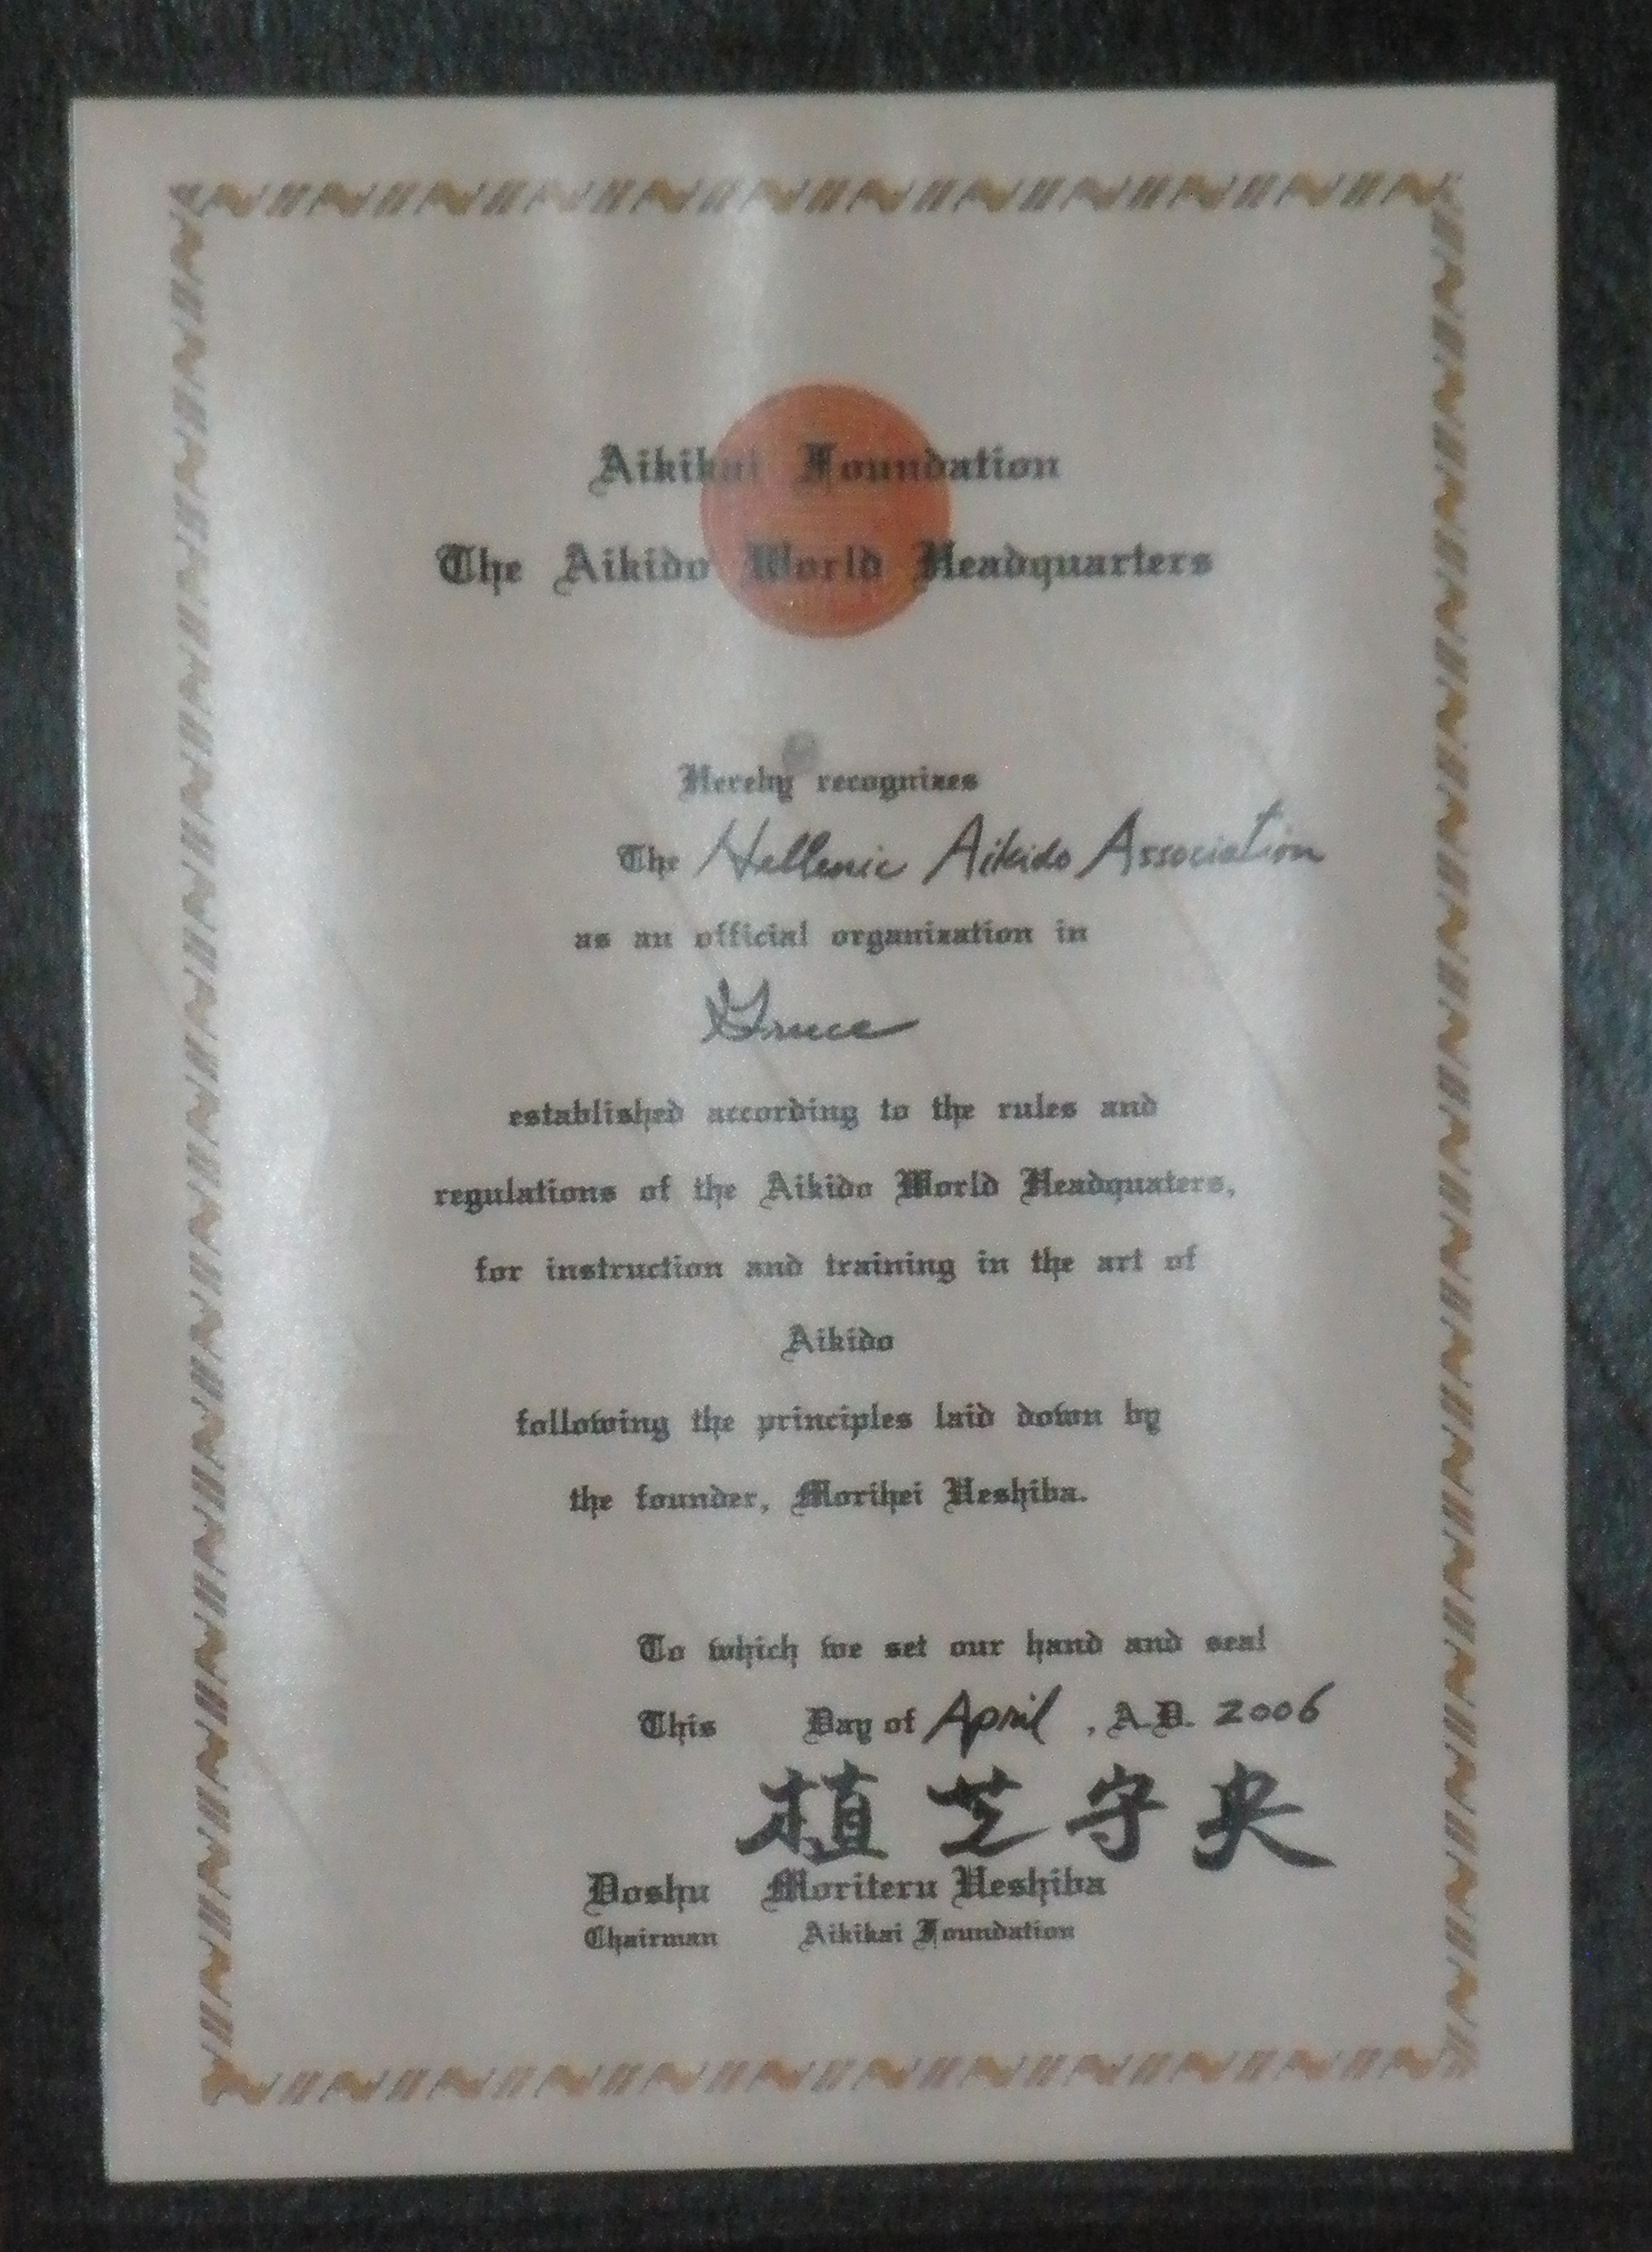 Aikikai Foundation
The Aikido World Headquarters
Hereby recognizes
The Hellenic Aikido Association
as an official organization in
Greece
established according to the rules and
regulations of the Aikido World Headquaters,
for instruction and training in the art of
Aikido
following the principles laid down by
the founder, Morihei Ueshiba.
To which we set our hand and seal
This Day of April , A.D. 2006
植芝守央
Doshu Moriteru Ueshiba
Chairman Aikikai Foundation